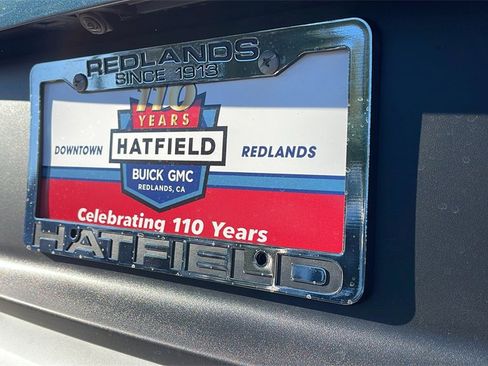 REDLANDS
SINCE 1913
110
YEARS
DOWNTOWN HATFIELD REDLANDS
BUICK GMC
REDLANDS, CA
Celebrating 110 Years
HATFIELD